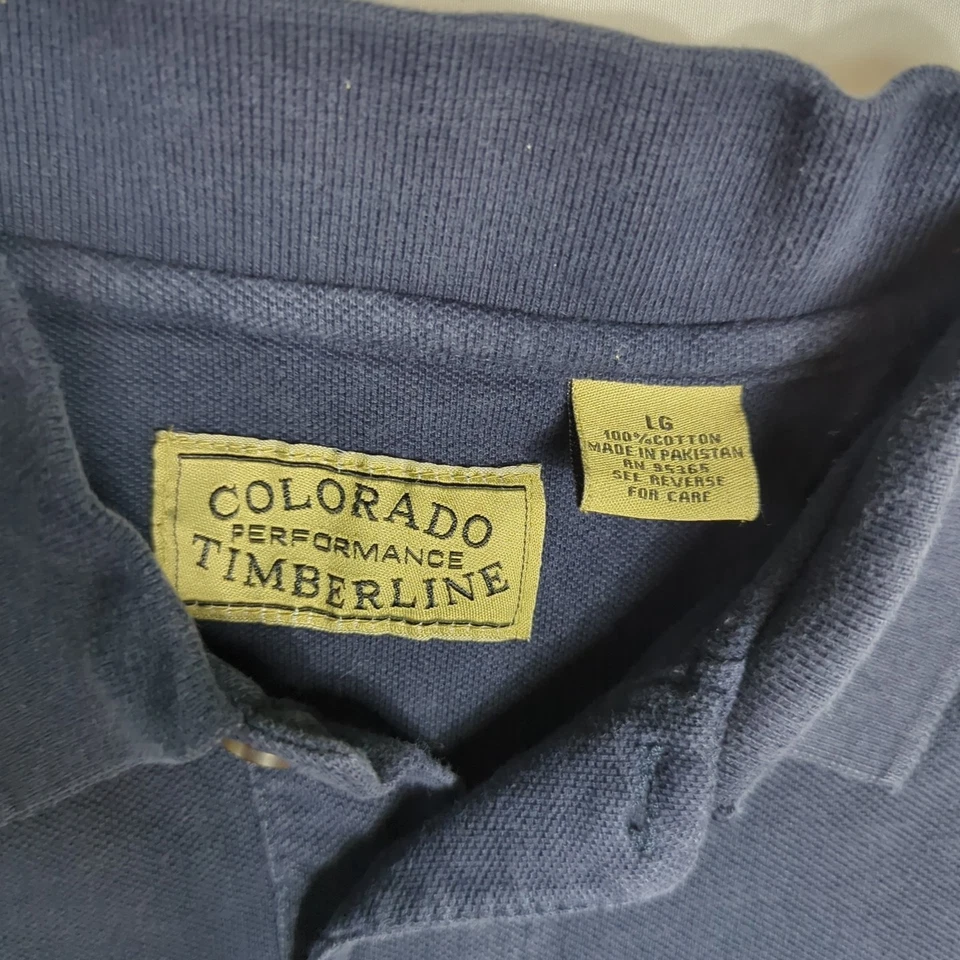 COLORADO
PERFORMANCE
TIMBERLINE
LG
100%COTTON
MADE IN PAKISTAN
RN 95365
SEE REVERSE
FOR CARE